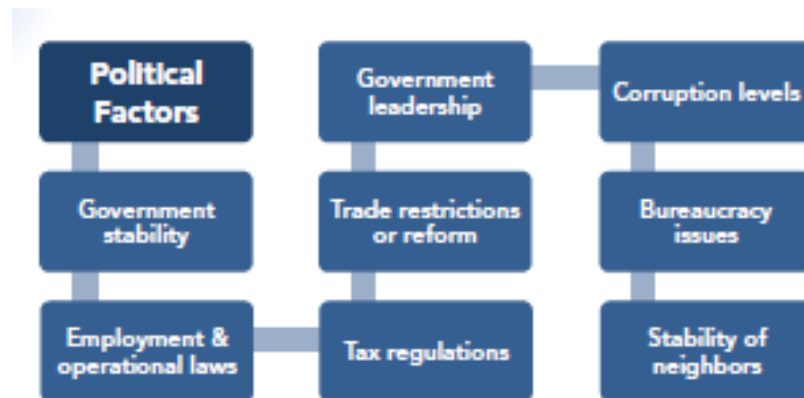 Political
Factors
Government
stability
Employment &
operational laws
Tax regulations
Trade restrictions
or reform
Government
leadership
Corruption levels
Bureaucracy
issues
Stability of
neighbors